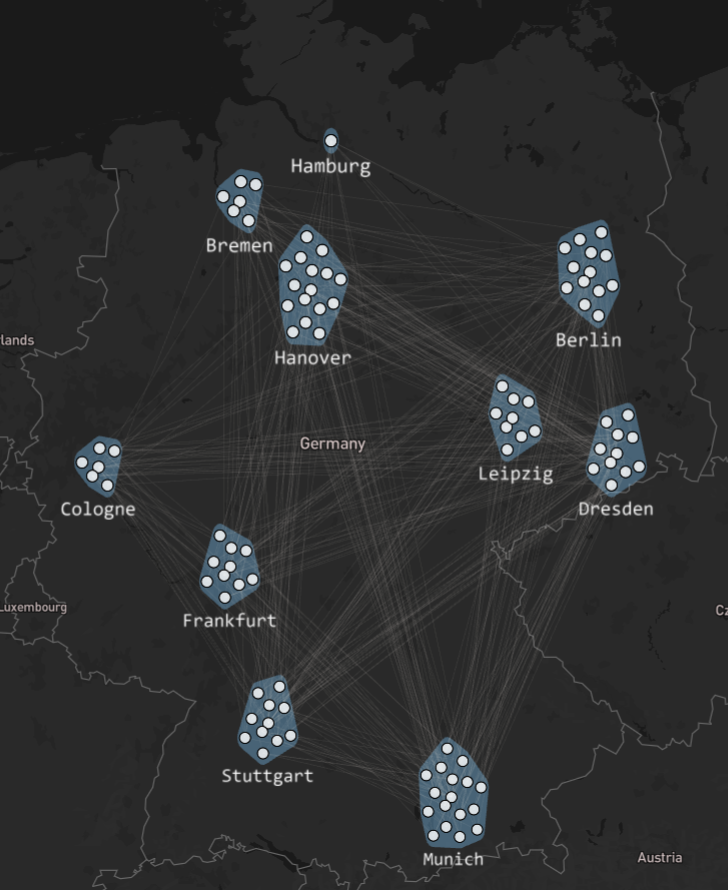 Hamburg
Bremen
Berlin
lands
Hanover
Germany
Leipzig
Cologne
Dresden
Luxembourg
Cz
Frankfurt
Stuttgart
Munich
Austria